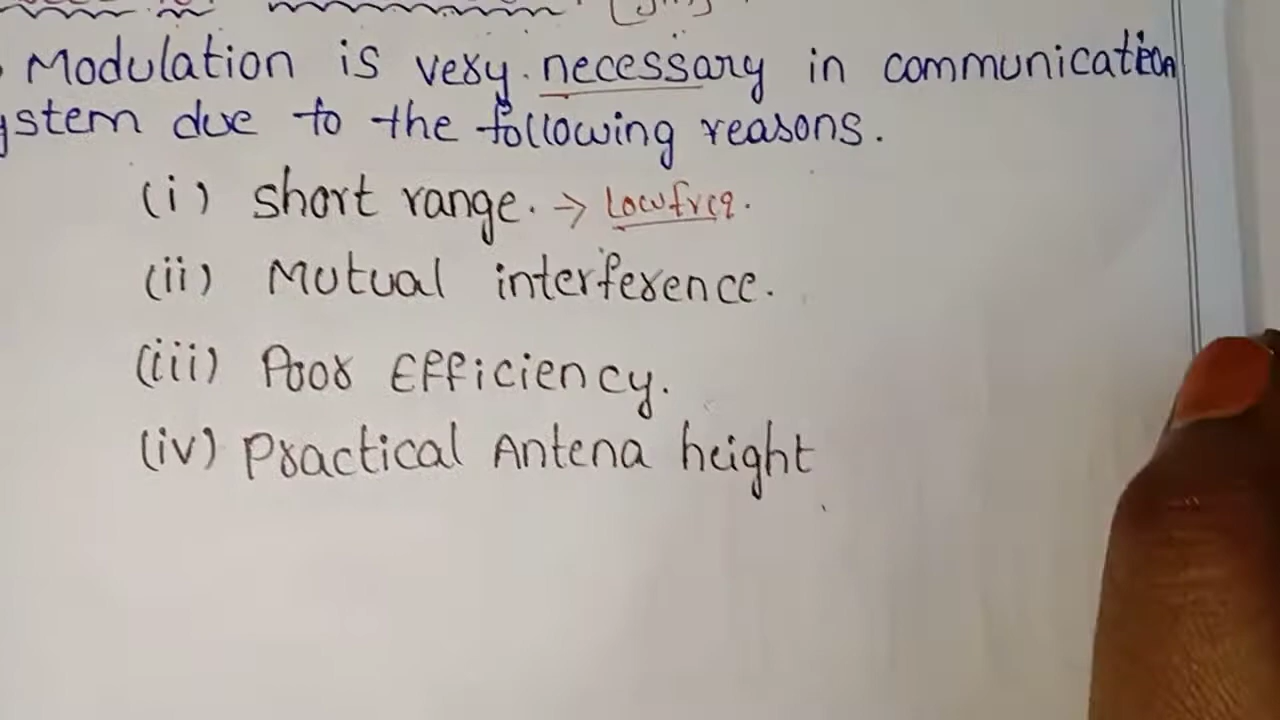 Modulation is very necessary in communication
ystem due to the following reasons.
(i) Short range. → Low freq.
(ii) Mutual interference.
(iii) Poor Efficiency.
(iv) Practical Antena height